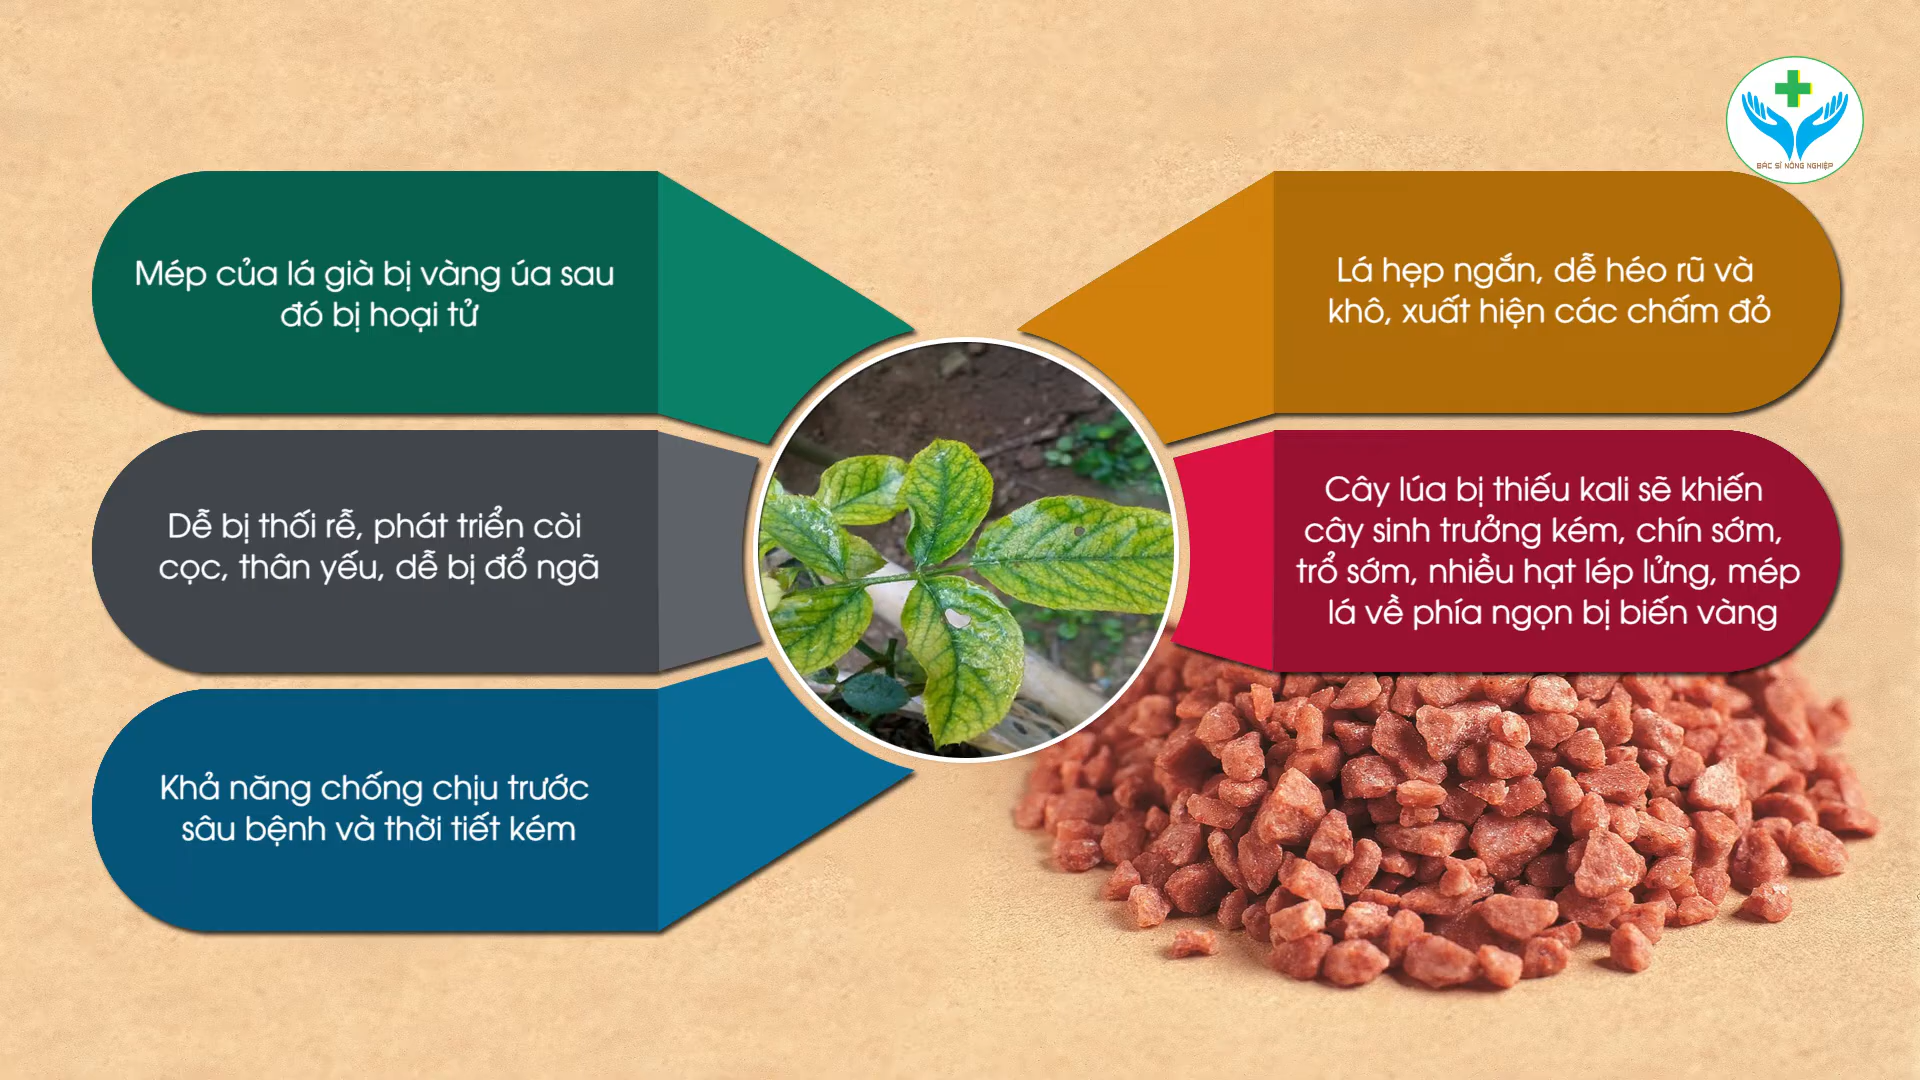 BÁC SĨ NÔNG NGHIỆP
Mép của lá già bị vàng úa sau
đó bị hoại tử
Dễ bị thối rễ, phát triển còi
cọc, thân yếu, dễ bị đổ ngã
Khả năng chống chịu trước
sâu bệnh và thời tiết kém
Lá hẹp ngắn, dễ héo rũ và
khô, xuất hiện các chấm đỏ
Cây lúa bị thiếu kali sẽ khiến
cây sinh trưởng kém, chín sớm,
trổ sớm, nhiều hạt lép lửng, mép
lá về phía ngọn bị biến vàng